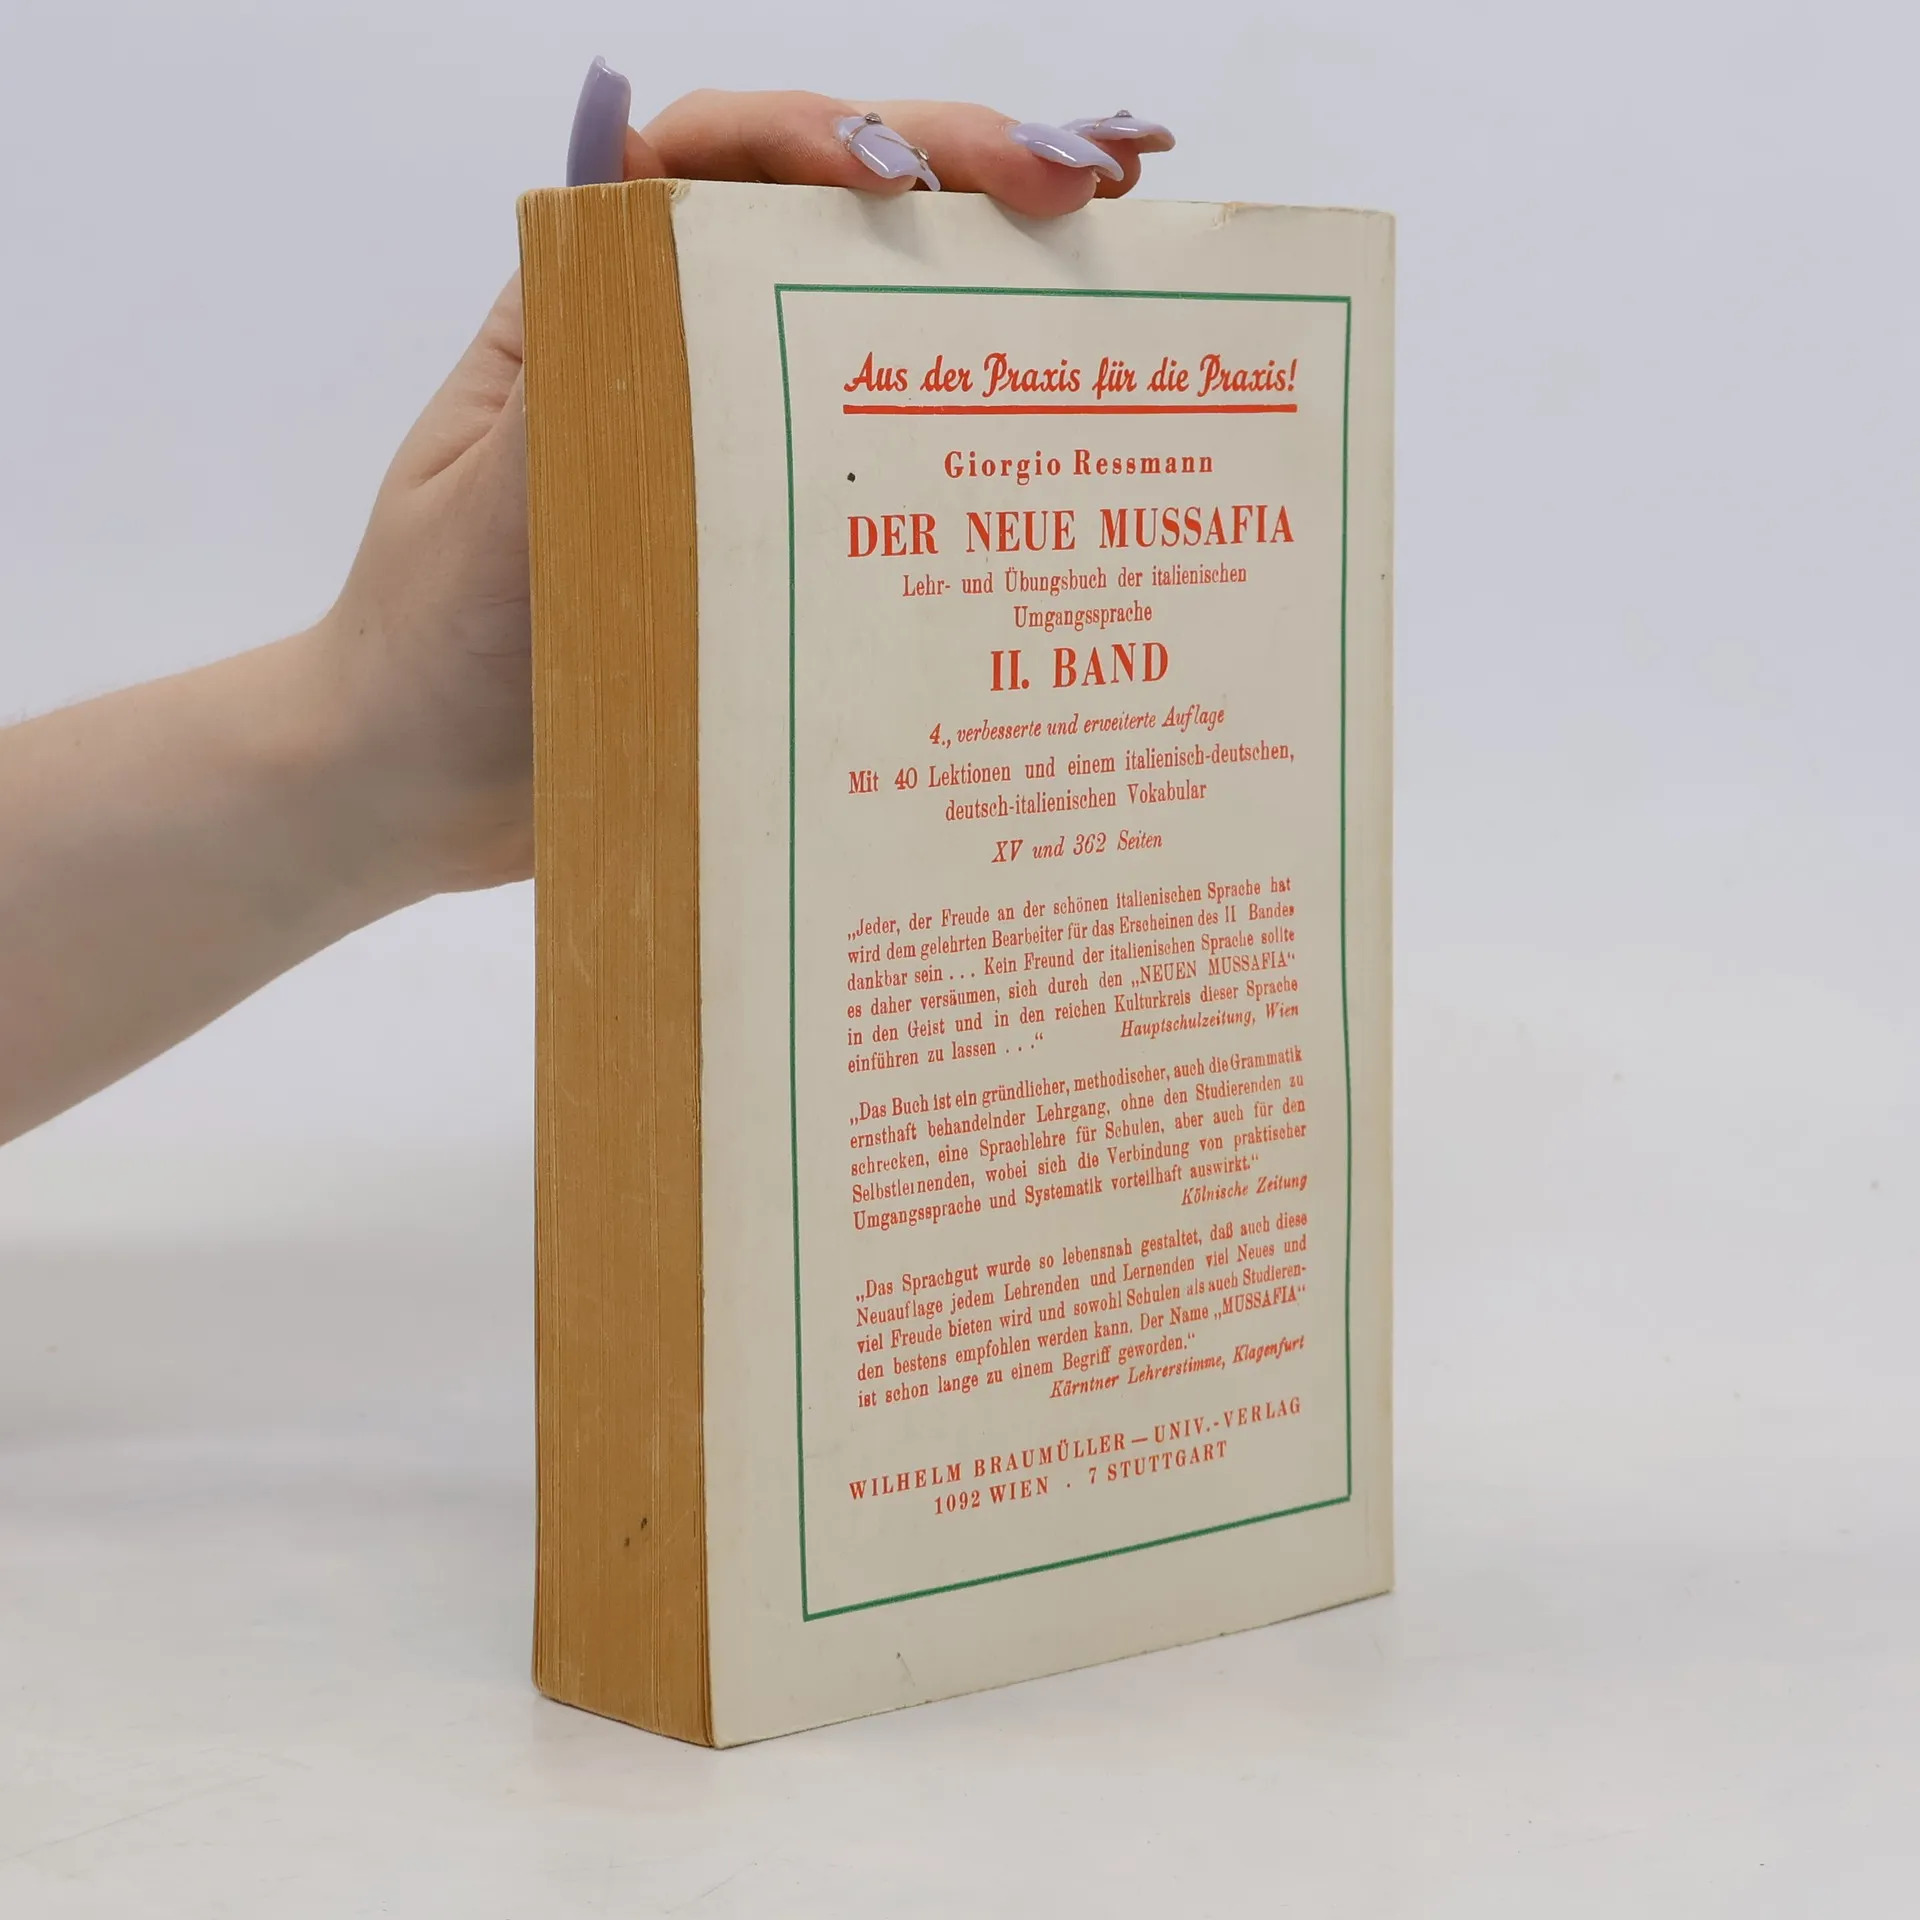 Aus der Praxis für die Praxis!
Giorgio Ressmann
DER NEUE MUSSAFIA
Lehr- und Übungsbuch der italienischen
Umgangssprache
II. BAND
4., verbesserte und erweiterte Auflage
Mit 40 Lektionen und einem italienisch-deutschen,
deutsch-italienischen Vokabular
XV und 362 Seiten
„Jeder, der Freude an der schönen italienischen Sprache hat
wird dem gelehrten Bearbeiter für das Erscheinen des II Bandes
dankbar sein . . . Kein Freund der italienischen Sprache sollte
es daher versäumen, sich durch den „NEUEN MUSSAFIA“
in den Geist und in den reichen Kulturkreis dieser Sprache
einführen zu lassen . . .“ Hauptschulzeitung, Wien
„Das Buch ist ein gründlicher, methodischer, auch die Grammatik
ernsthaft behandelnder Lehrgang, ohne den Studierenden zu
schrecken, eine Sprachlehre für Schulen, aber auch für den
Selbstlernenden, wobei sich die Verbindung von praktischer
Umgangssprache und Systematik vorteilhaft auswirkt.“
Kölnische Zeitung
„Das Sprachgut wurde so lebensnah gestaltet, daß auch diese
Neuauflage jedem Lehrenden und Lernenden viel Neues und
viel Freude bieten wird und sowohl Schulen als auch Studieren-
den bestens empfohlen werden kann. Der Name „MUSSAFIA“
ist schon lange zu einem Begriff geworden.“
Kärntner Lehrerstimme, Klagenfurt
WILHELM BRAUMÜLLER — UNIV.-VERLAG
1092 WIEN · 7 STUTTGART